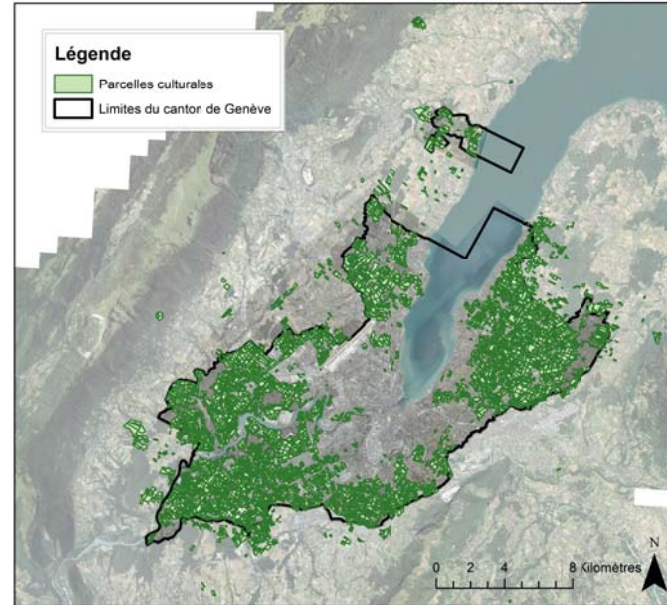 Légende
Parcelles culturales
Limites du cantor de Genève
N
0 2 4 8 Kilomètres